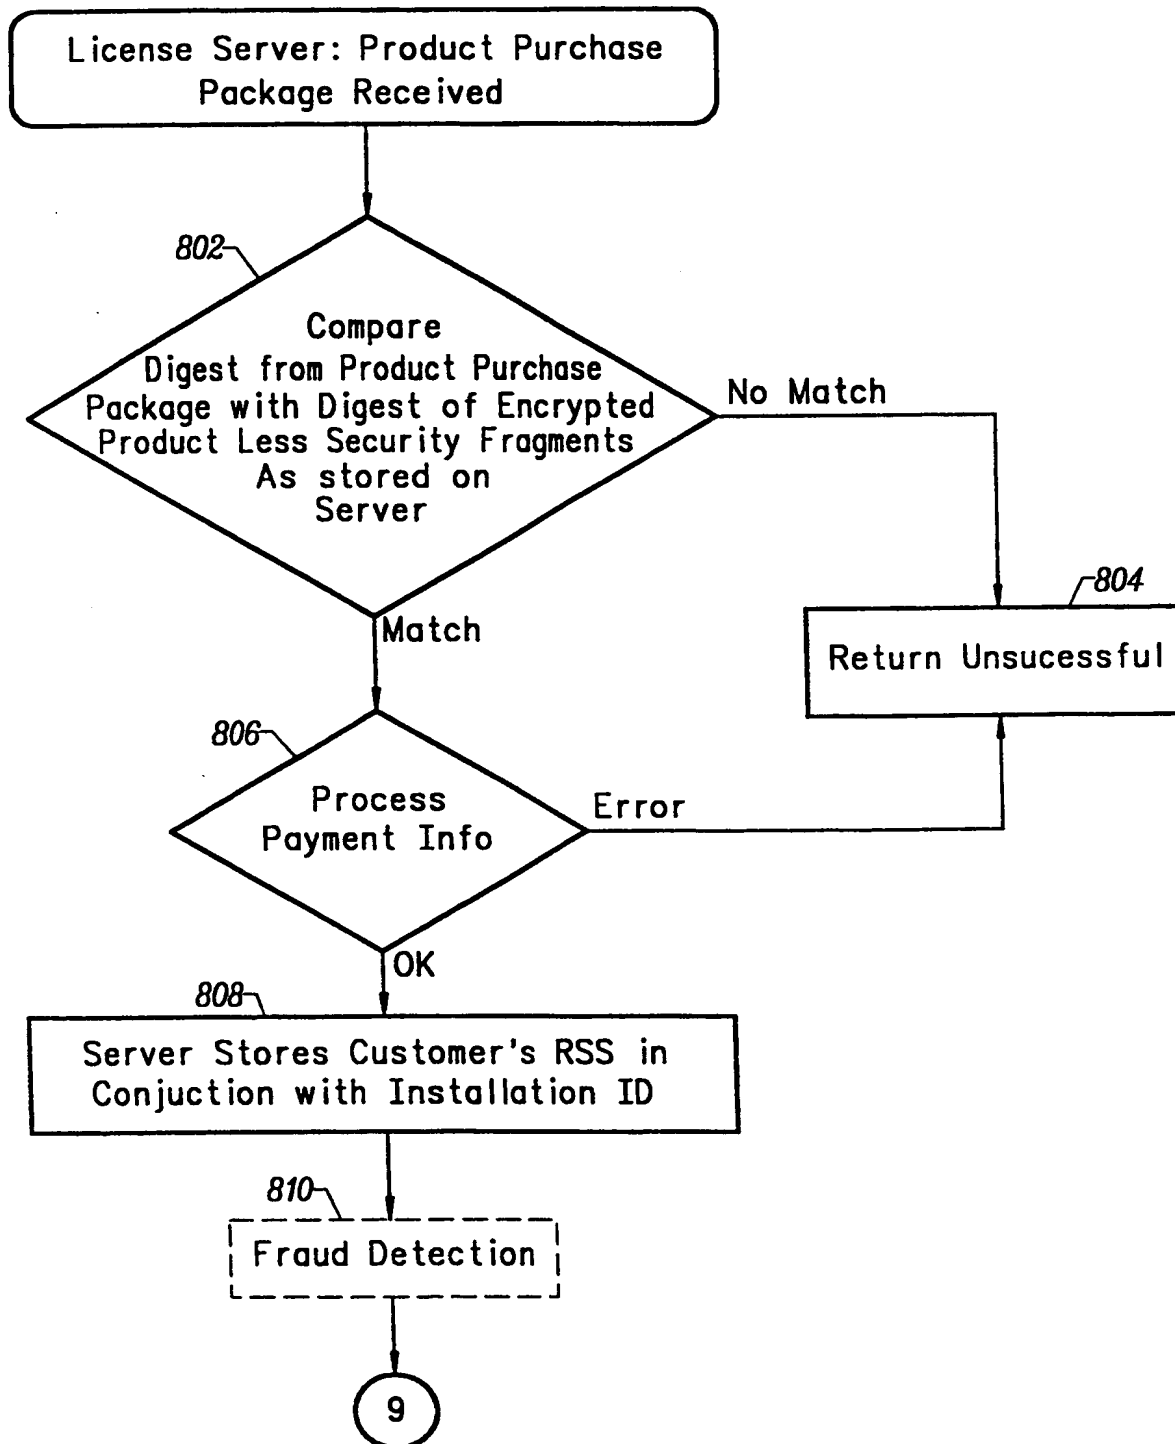 License Server: Product Purchase
Package Received
802
Compare
Digest from Product Purchase
Package with Digest of Encrypted
Product Less Security Fragments
As stored on
Server
No Match
804
Return Unsucessful
Match
806
Process
Payment Info
Error
OK
808
Server Stores Customer's RSS in
Conjuction with Installation ID
810
Fraud Detection
9